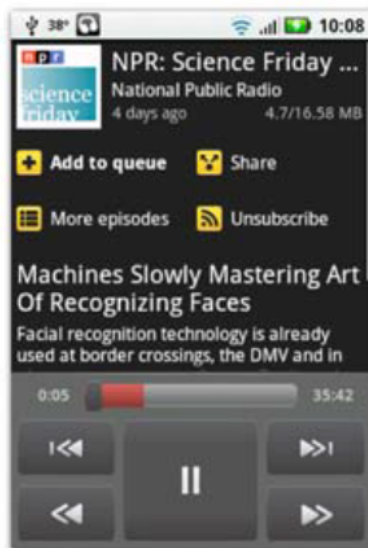 38° 10:08
npr
science
friday
NPR: Science Friday ...
National Public Radio
4 days ago 4.7/16.58 MB
Add to queue Share
More episodes Unsubscribe
Machines Slowly Mastering Art
Of Recognizing Faces
Facial recognition technology is already
used at border crossings, the DMV and in
0:05 35:42